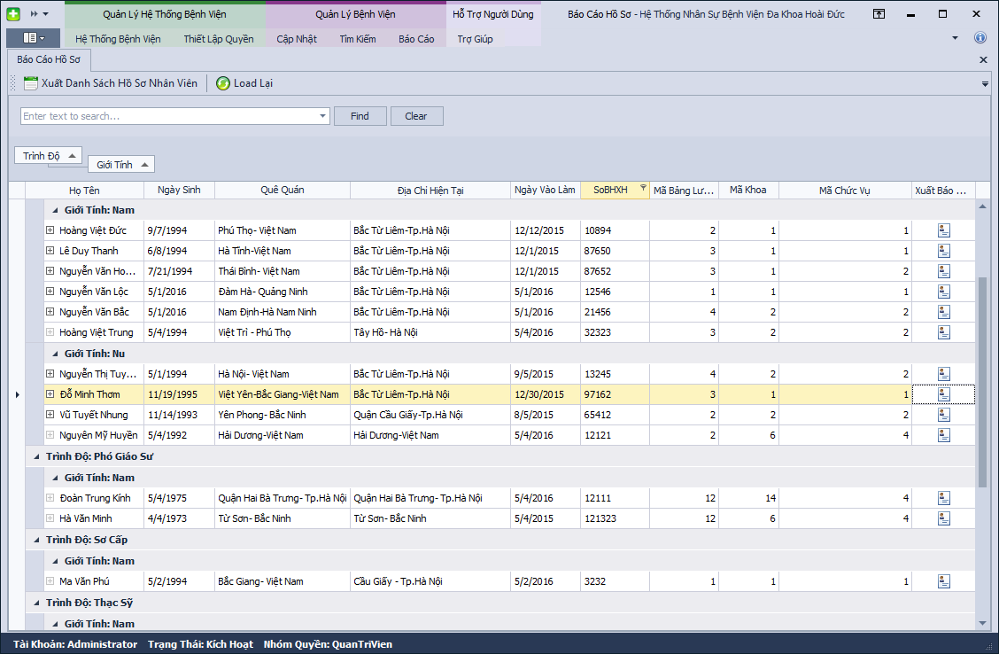 Quản Lý Hệ Thống Bệnh Viện Quản Lý Bệnh Viện Hỗ Trợ Người Dùng Báo Cáo Hồ Sơ - Hệ Thống Nhân Sự Bệnh Viện Đa Khoa Hoài Đức
Hệ Thống Bệnh Viện Thiết Lập Quyền Cập Nhật Tìm Kiếm Báo Cáo Trợ Giúp
Báo Cáo Hồ Sơ
Xuất Danh Sách Hồ Sơ Nhân Viên Load Lại
Enter text to search... Find Clear
Trình Độ
Giới Tính
Họ Tên Ngày Sinh Quê Quán Địa Chỉ Hiện Tại Ngày Vào Làm SoBHXH Mã Bảng Lư... Mã Khoa Mã Chức Vụ Xuất Báo ...
Giới Tính: Nam
Hoàng Việt Đức 9/7/1994 Phú Thọ- Việt Nam Bắc Từ Liêm-Tp.Hà Nội 12/12/2015 10894 2 1 1
Lê Duy Thanh 6/8/1994 Hà Tĩnh-Việt Nam Bắc Từ Liêm-Tp.Hà Nội 12/1/2015 87650 3 1 1
Nguyễn Văn Ho... 7/21/1994 Thái Bình- Việt Nam Bắc Từ Liêm-Tp.Hà Nội 12/1/2015 87652 3 1 2
Nguyễn Văn Lộc 5/1/2016 Đàm Hà- Quảng Ninh Bắc Từ Liêm-Tp.Hà Nội 5/1/2016 12546 1 1 1
Nguyễn Văn Bắc 5/1/2016 Nam Định-Hà Nam Ninh Bắc Từ Liêm-Tp.Hà Nội 5/1/2016 21456 4 2 2
Hoàng Việt Trung 5/4/1994 Việt Trì - Phú Thọ Tây Hồ- Hà Nội 5/4/2016 32323 3 2 2
Giới Tính: Nu
Nguyễn Thị Tuy... 5/1/1994 Hà Nội- Việt Nam Bắc Từ Liêm-Tp.Hà Nội 9/5/2015 13245 4 2 2
Đỗ Minh Thơm 11/19/1995 Việt Yên-Bắc Giang-Việt Nam Bắc Từ Liêm-Tp.Hà Nội 12/30/2015 97162 3 1 1
Vũ Tuyết Nhung 11/14/1993 Yên Phong- Bắc Ninh Quận Cầu Giấy-Tp.Hà Nội 8/5/2015 65412 2 2 2
Nguyên Mỹ Huyền 5/4/1992 Hải Dương-Việt Nam Hải Dương-Việt Nam 5/4/2016 12121 2 6 4
Trình Độ: Phó Giáo Sư
Giới Tính: Nam
Đoàn Trung Kính 5/4/1975 Quận Hai Bà Trưng- Tp.Hà Nội Quận Hai Bà Trưng- Tp.Hà Nội 5/4/2016 12111 12 14 4
Hà Văn Minh 4/4/1973 Từ Sơn- Bắc Ninh Từ Sơn- Bắc Ninh 5/4/2015 121323 12 6 4
Trình Độ: Sơ Cấp
Giới Tính: Nam
Ma Văn Phú 5/2/1994 Bắc Giang- Việt Nam Cầu Giấy - Tp.Hà Nội 5/2/2016 3232 1 1 1
Trình Độ: Thạc Sỹ
Giới Tính: Nam
Tài Khoản: Administrator Trạng Thái: Kích Hoạt Nhóm Quyền: QuanTriVien